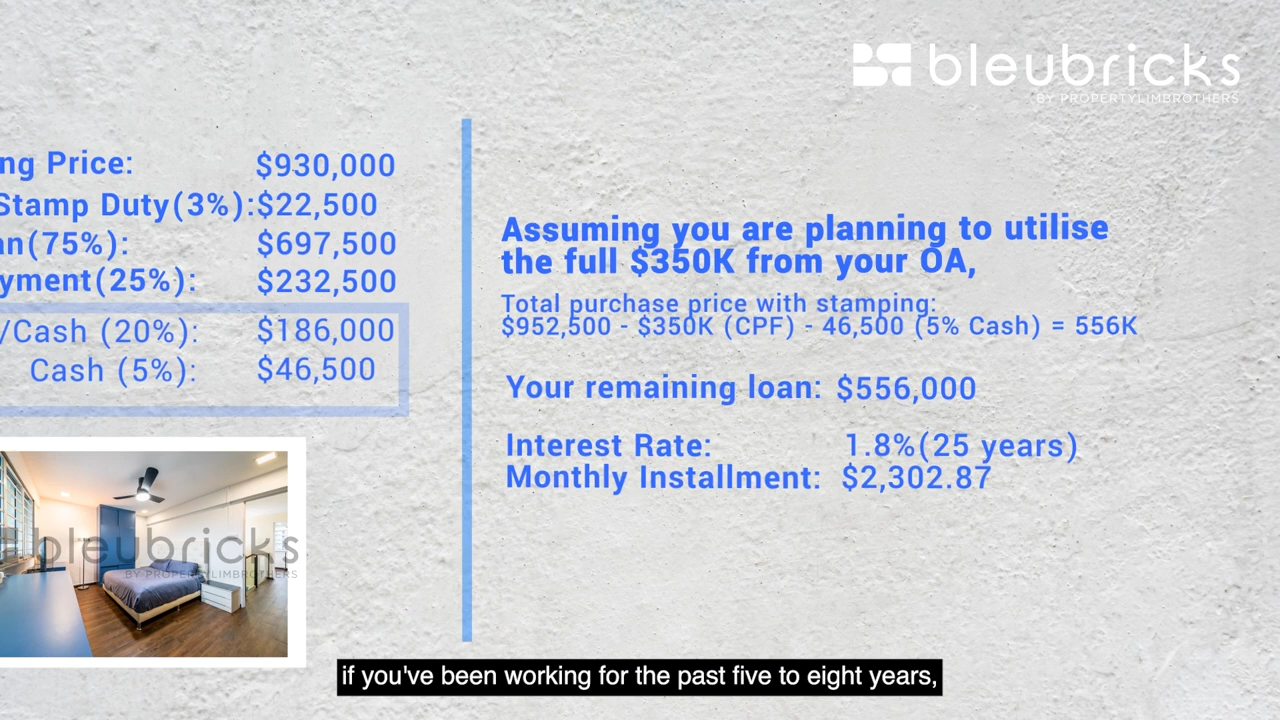 bleubricks
BY PROPERTYLIMBROTHERS
ng Price: $930,000
Stamp Duty(3%): $22,500
an(75%): $697,500
yment(25%): $232,500
/Cash (20%): $186,000
Cash (5%): $46,500
Assuming you are planning to utilise
the full $350K from your OA,
Total purchase price with stamping:
$952,500 - $350K (CPF) - 46,500 (5% Cash) = 556K
Your remaining loan: $556,000
Interest Rate: 1.8%(25 years)
Monthly Installment: $2,302.87
bleubricks
BY PROPERTYLIMBROTHERS
if you've been working for the past five to eight years,